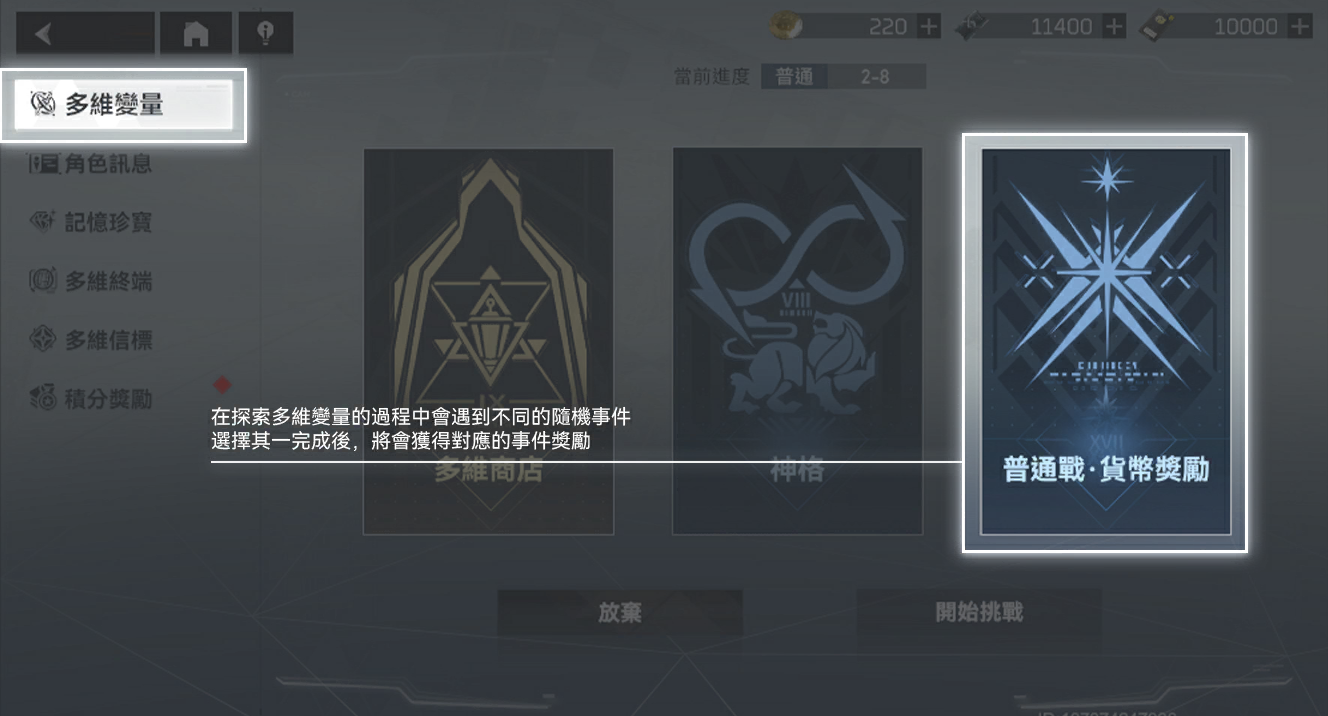 220
11400
10000
當前進度 普通 2-8
多維變量
角色訊息
記憶珍寶
多維終端
多維信標
積分獎勵
在探索多維變量的過程中會遇到不同的隨機事件
選擇其一完成後，將會獲得對應的事件獎勵
IX
多維商店
VIII
神格
XVII
普通戰·貨幣獎勵
放棄
開始挑戰